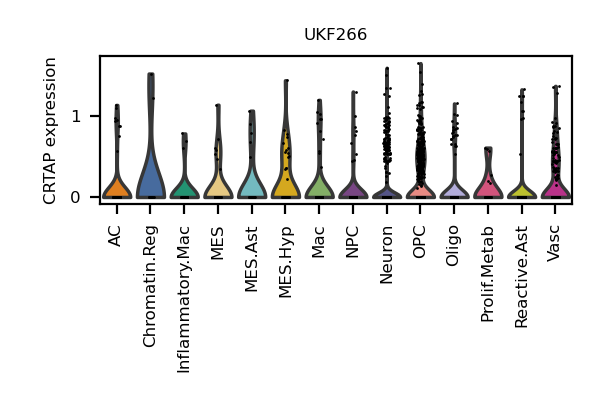 UKF266
CRTAP expression
1
0
AC
Chromatin.Reg
Inflammatory.Mac
MES
MES.Ast
MES.Hyp
Mac
NPC
Neuron
OPC
Oligo
Prolif.Metab
Reactive.Ast
Vasc